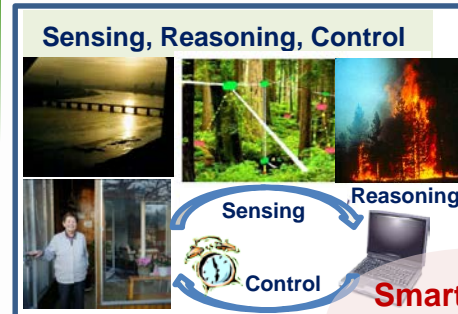 Sensing, Reasoning, Control
Reasoning
Sensing
Control
Smart